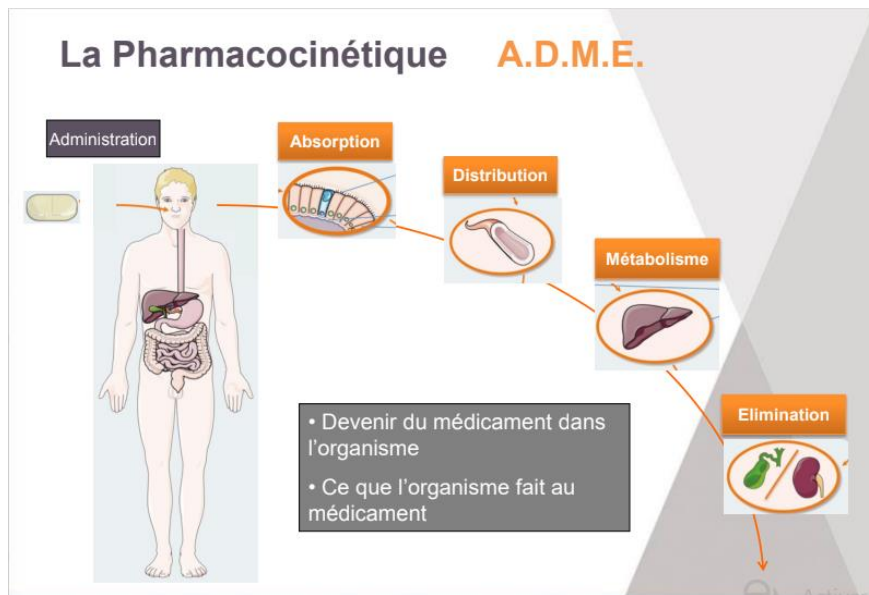 La Pharmacocinétique A.D.M.E.
Administration
Absorption
Distribution
Métabolisme
Elimination
• Devenir du médicament dans
l'organisme
• Ce que l'organisme fait au
médicament